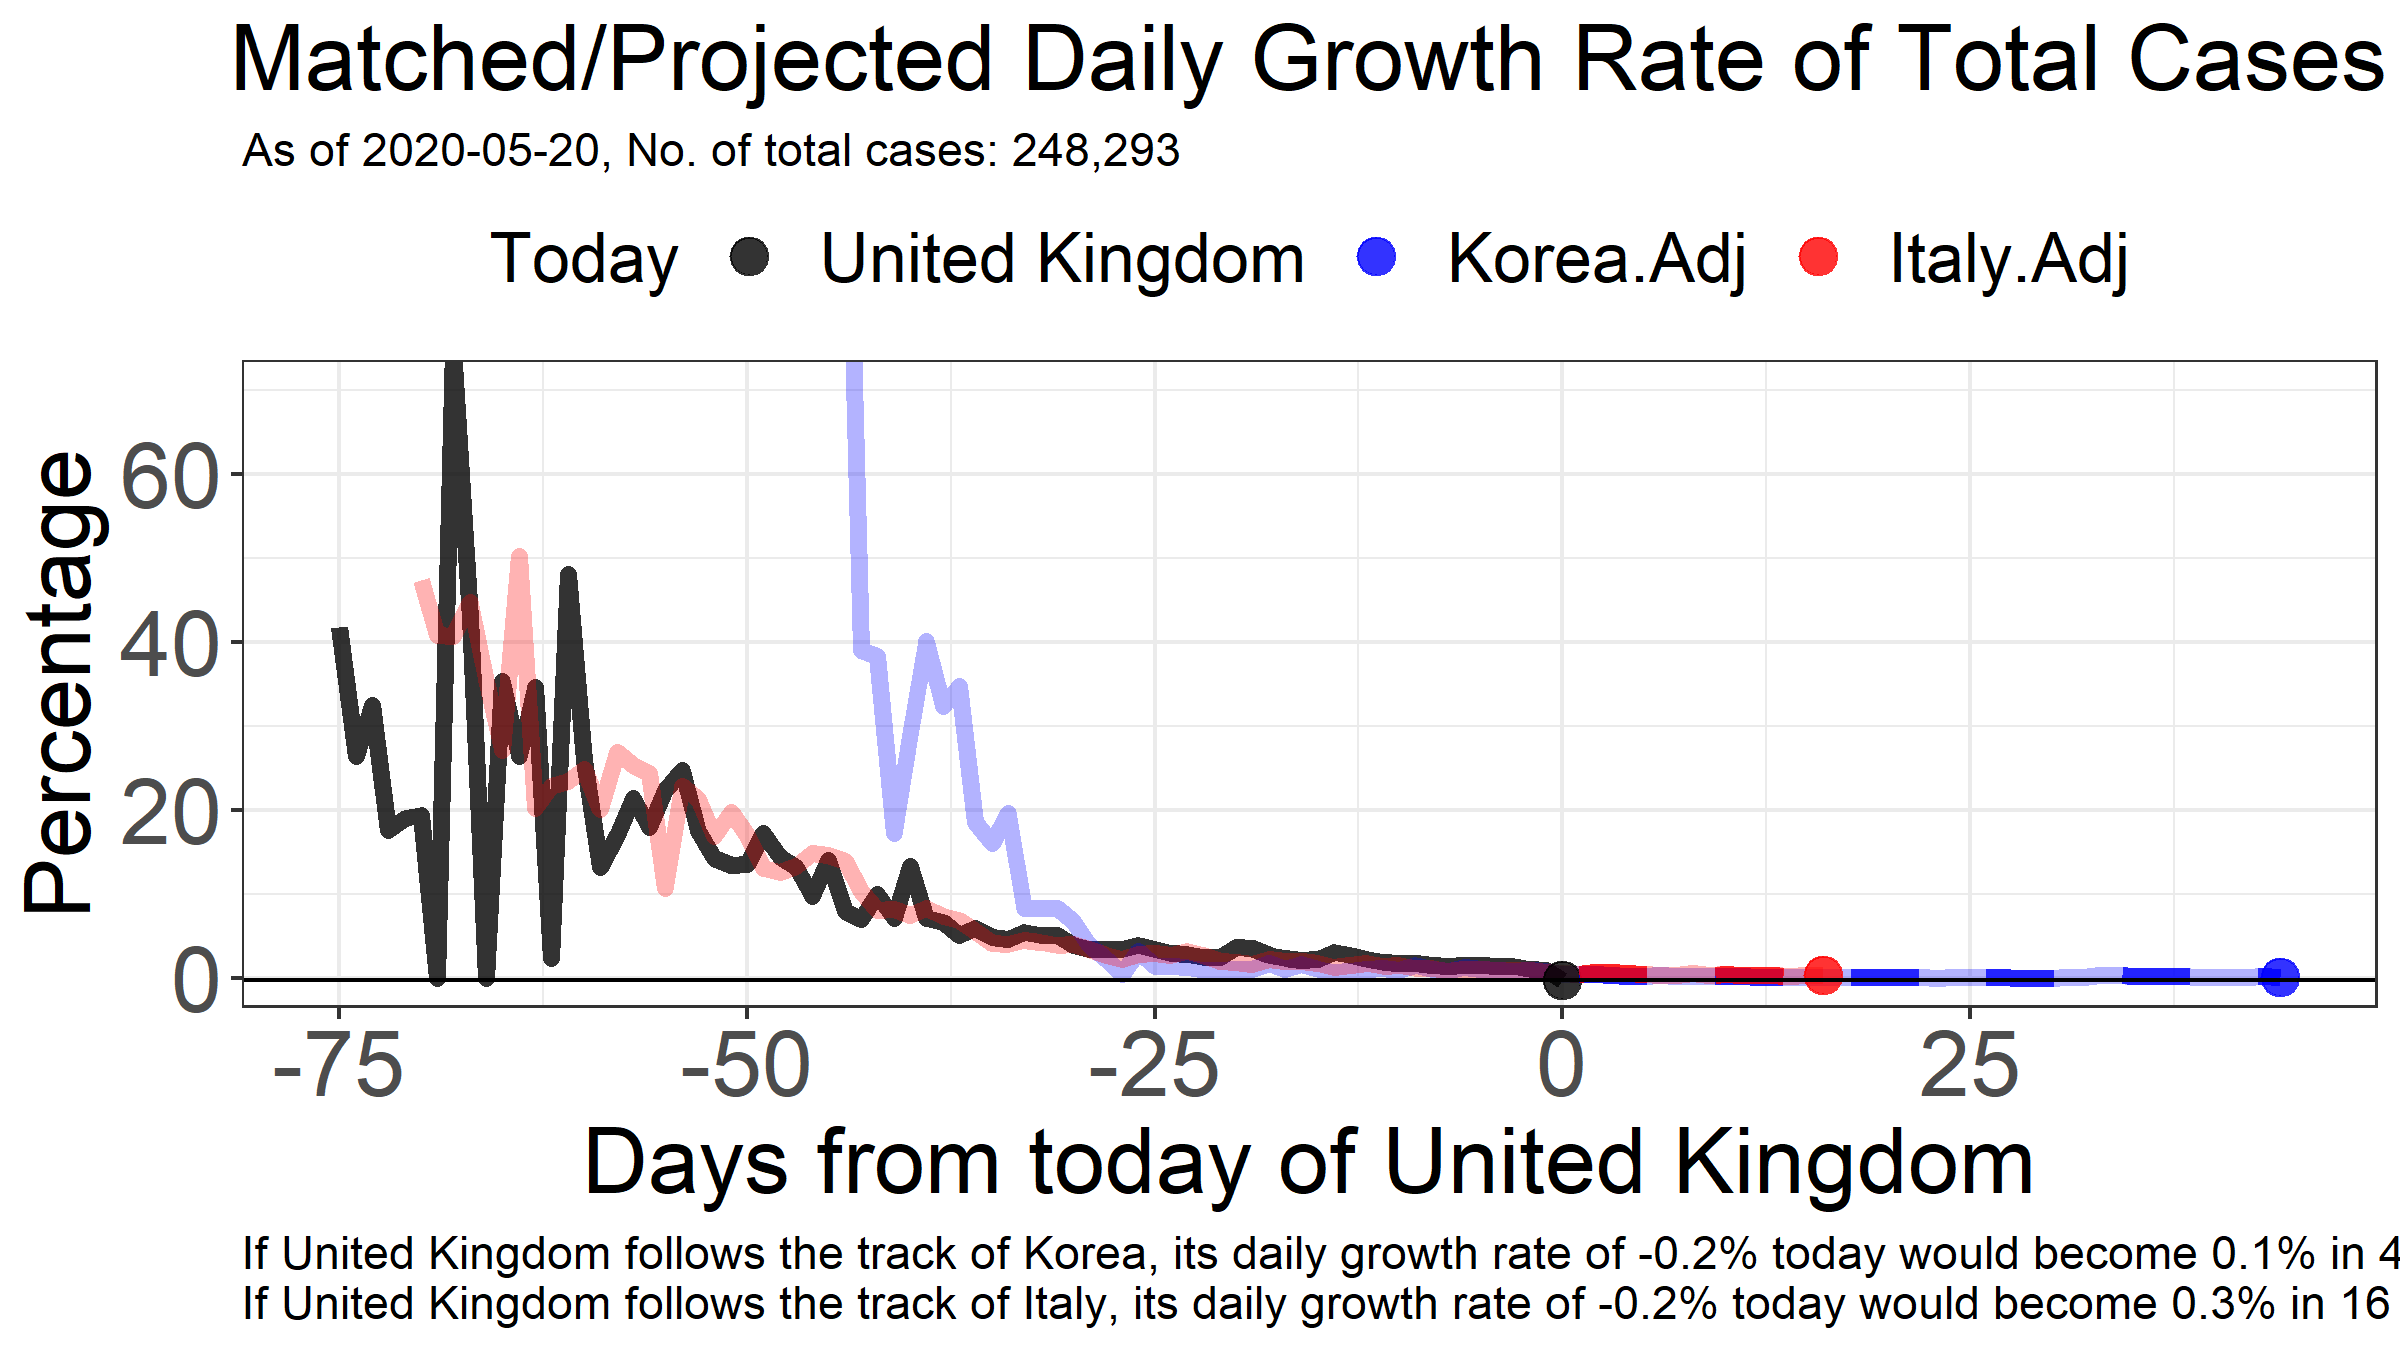 Matched/Projected Daily Growth Rate of Total Cases
As of 2020-05-20, No. of total cases: 248,293
Today United Kingdom Korea.Adj Italy.Adj
Percentage
60
40
20
0
-75 -50 -25 0 25
Days from today of United Kingdom
If United Kingdom follows the track of Korea, its daily growth rate of -0.2% today would become 0.1% in 4
If United Kingdom follows the track of Italy, its daily growth rate of -0.2% today would become 0.3% in 16